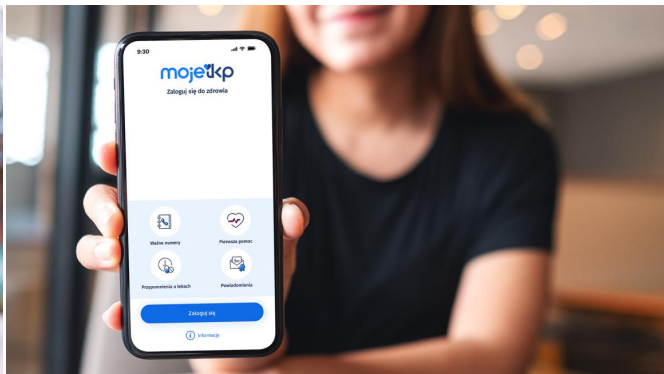 9:30
mojeikp
Zaloguj się do zdrowia
Ważne numery
Pierwsza pomoc
Przypomnienia o lekach
Powiadomienia
Zaloguj się
Informacje